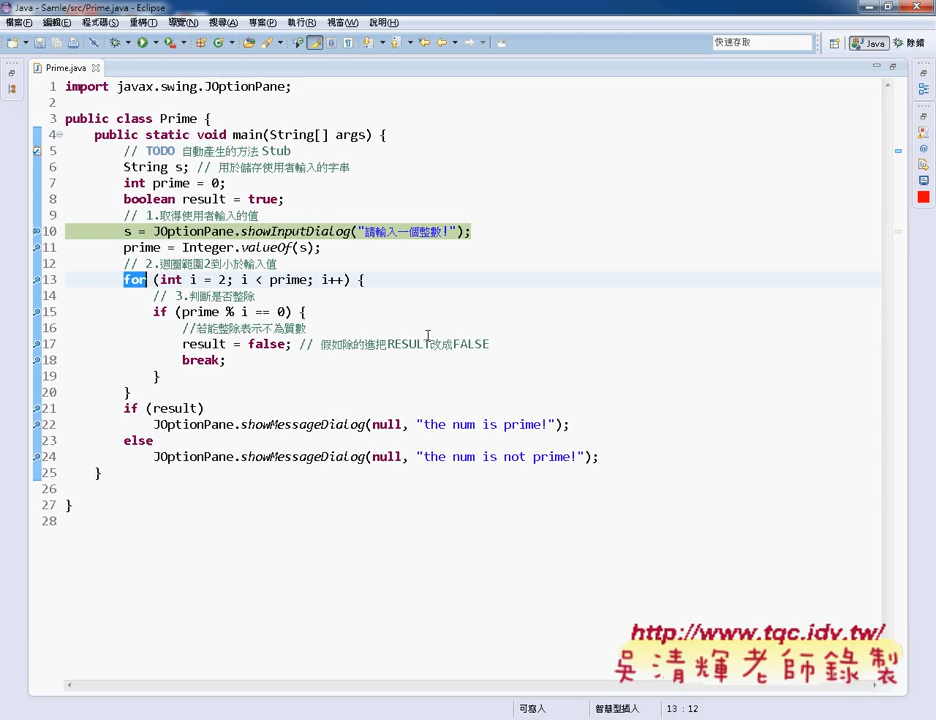 Java - Samle/src/Prime.java - Eclipse
檔案(F) 編輯(E) 程式碼(S) 重構(T) 導覽(N) 搜尋(A) 專案(P) 執行(R) 視窗(W) 說明(H)
快速存取 Java 除錯
Prime.java
1 import javax.swing.JOptionPane;
2
3 public class Prime {
4 public static void main(String[] args) {
5 // TODO 自動產生的方法 Stub
6 String s; // 用於儲存使用者輸入的字串
7 int prime = 0;
8 boolean result = true;
9 // 1.取得使用者輸入的值
10 s = JOptionPane.showInputDialog("請輸入一個整數!");
11 prime = Integer.valueOf(s);
12 // 2.迴圈範圍2到小於輸入值
13 for (int i = 2; i < prime; i++) {
14 // 3.判斷是否整除
15 if (prime % i == 0) {
16 //若能整除表示不為質數
17 result = false; // 假如除的進把RESULT改成FALSE
18 break;
19 }
20 }
21 if (result)
22 JOptionPane.showMessageDialog(null, "the num is prime!");
23 else
24 JOptionPane.showMessageDialog(null, "the num is not prime!");
25 }
26
27 }
28
http://www.tqc.idv.tw/
吳清輝老師錄製
可寫入 智慧型插入 13 : 12